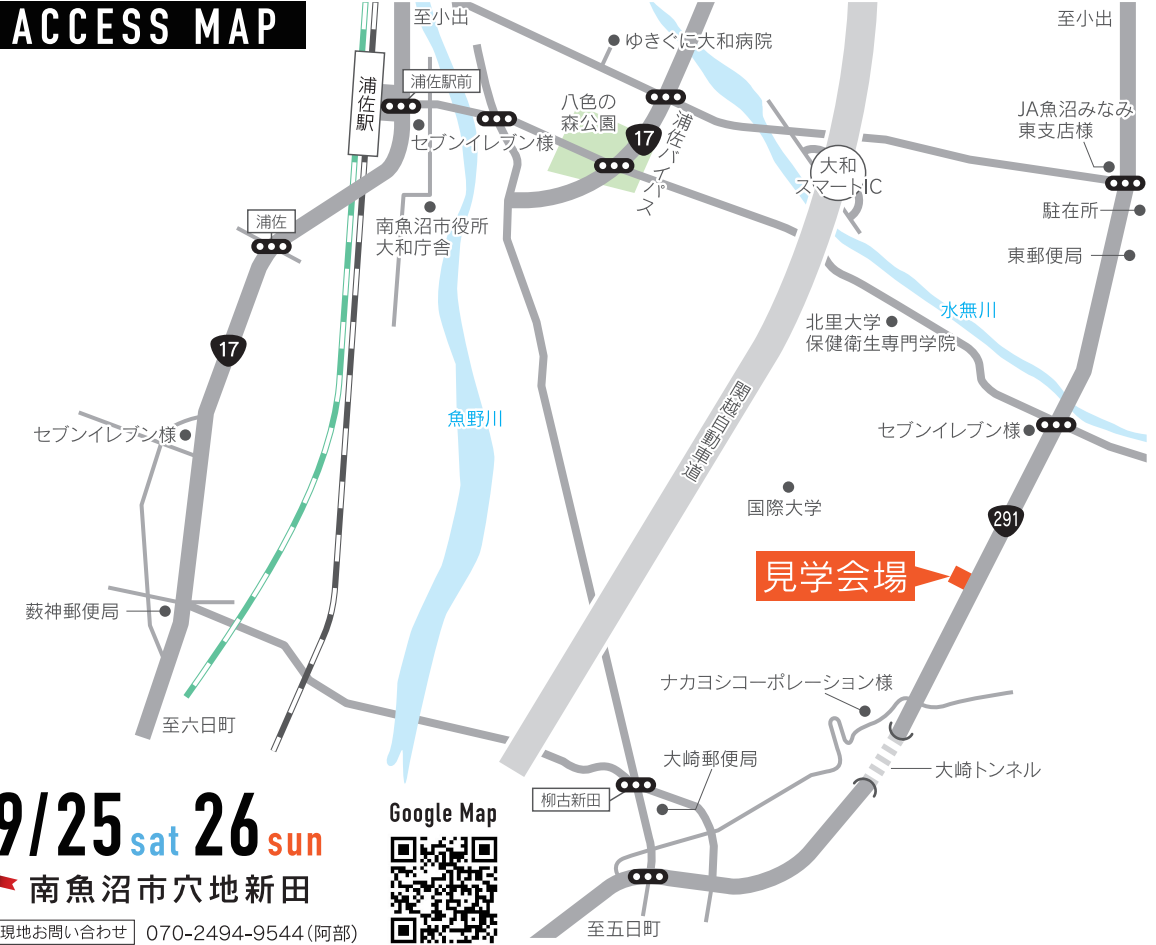 ACCESS MAP
至小出
至小出
ゆきぐに大和病院
浦佐駅
浦佐駅前
八色の
森公園
17
浦佐バイパス
セブンイレブン様
JA魚沼みなみ
東支店様
大和
スマートIC
駐在所
浦佐
南魚沼市役所
大和庁舎
東郵便局
水無川
北里大学
保健衛生専門学院
17
関越自動車道
魚野川
セブンイレブン様
セブンイレブン様
国際大学
291
見学会場
薮神郵便局
ナカヨシコーポレーション様
至六日町
大崎郵便局
大崎トンネル
柳古新田
9/25 sat 26 sun
Google Map
南魚沼市穴地新田
現地お問い合わせ 070-2494-9544(阿部)
至五日町